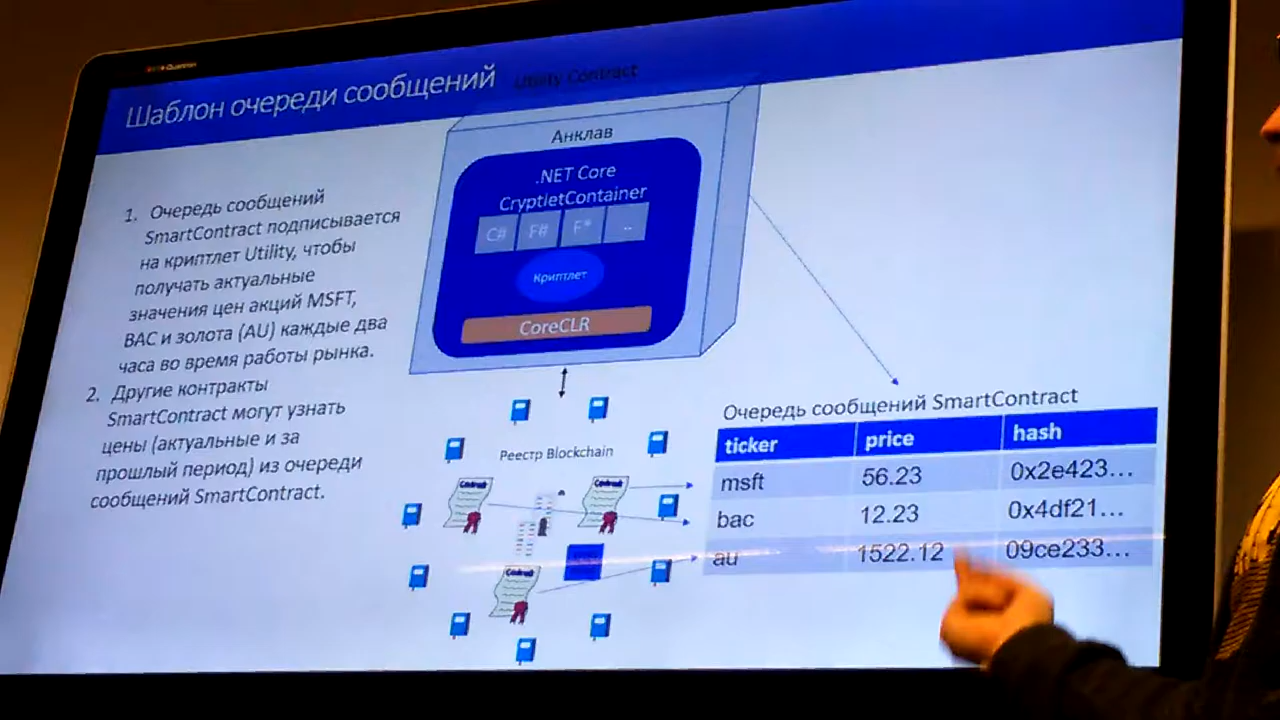 Шаблон очереди сообщений
Utility Contract
1. Очередь сообщений
SmartContract подписывается
на криптлет Utility, чтобы
получать актуальные
значения цен акций MSFT,
BAC и золота (AU) каждые два
часа во время работы рынка.
2. Другие контракты
SmartContract могут узнать
цены (актуальные и за
прошлый период) из очереди
сообщений SmartContract.
Анклав
.NET Core
CryptletContainer
C# F# F* ..
Криптлет
CoreCLR
Реестр Blockchain
Contract
Contract
Contract
Очередь сообщений SmartContract
ticker price hash
msft 56.23 0x2e423...
bac 12.23 0x4df21...
au 1522.12 09ce233...